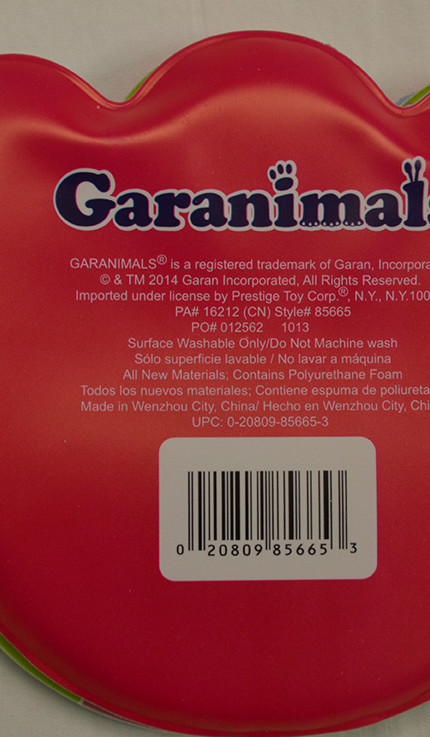 Garanimals
GARANIMALS® is a registered trademark of Garan, Incorpora
© & TM 2014 Garan Incorporated, All Rights Reserved.
Imported under license by Prestige Toy Corp.®, N.Y., N.Y.100
PA# 16212 (CN) Style# 85665
PO# 012562 1013
Surface Washable Only/Do Not Machine wash
Sólo superficie lavable / No lavar a máquina
All New Materials; Contains Polyurethane Foam
Todos los nuevos materiales; Contiene espuma de poliureta
Made in Wenzhou City, China/ Hecho en Wenzhou City, Chi
UPC: 0-20809-85665-3
0 20809 85665 3